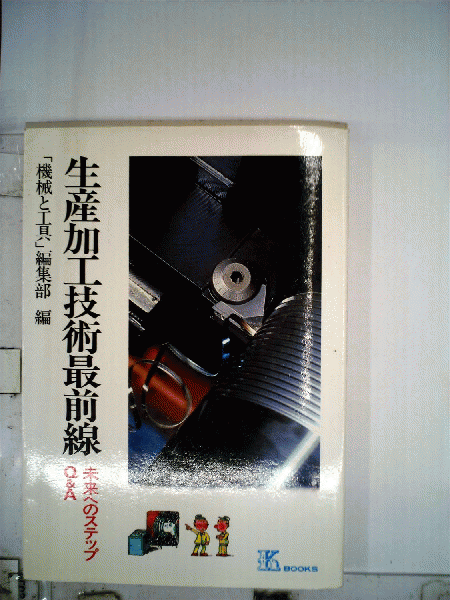 生産加工技術最前線
未来へのステップ
Q&A
「機械と工具」編集部 編
K BOOKS